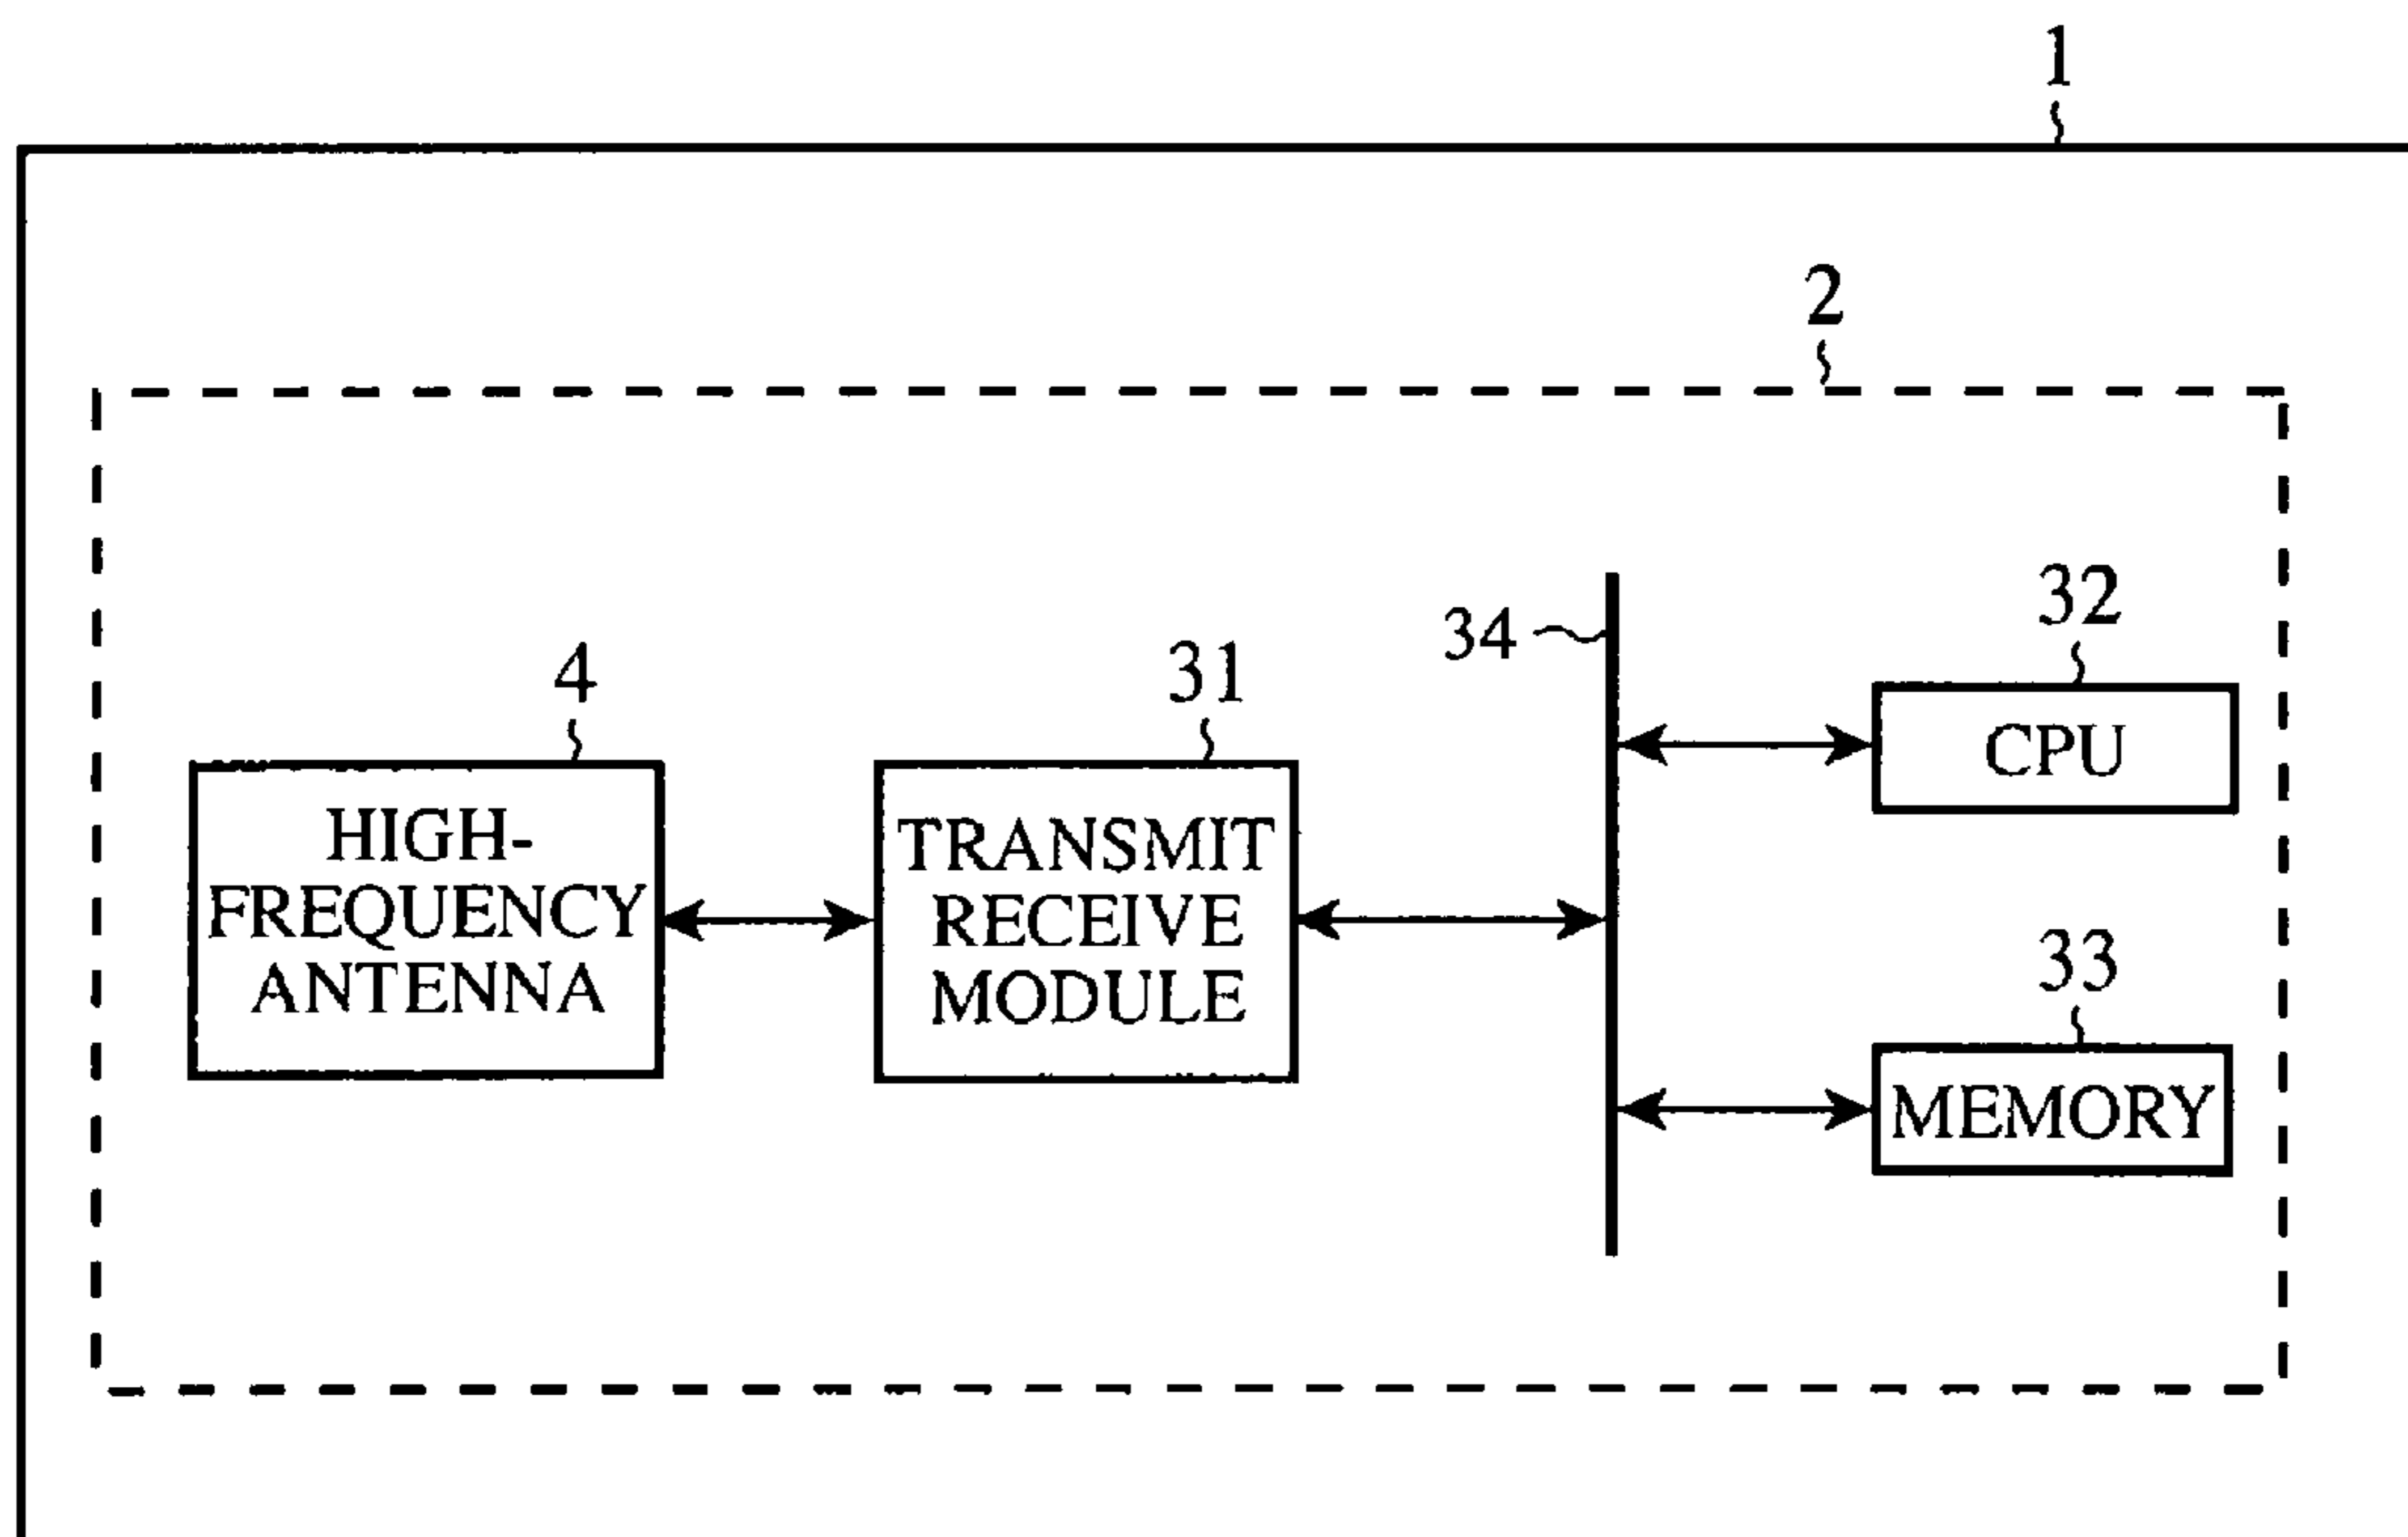 1
2
32
34
4
31
CPU
HIGH-
FREQUENCY
ANTENNA
TRANSMIT
RECEIVE
MODULE
33
MEMORY